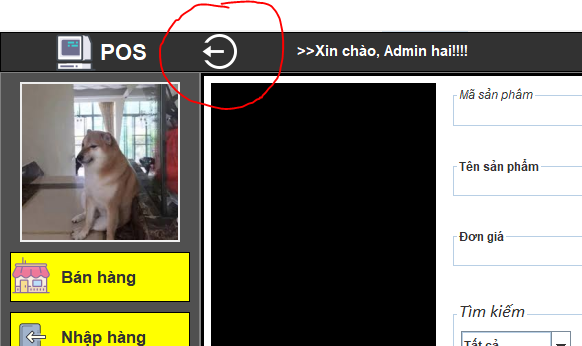 POS
>>Xin chào, Admin hai!!!!
Mã sản phẩm
Tên sản phẩm
Đơn giá
Bán hàng
Tìm kiếm
Nhập hàng
Tất cả